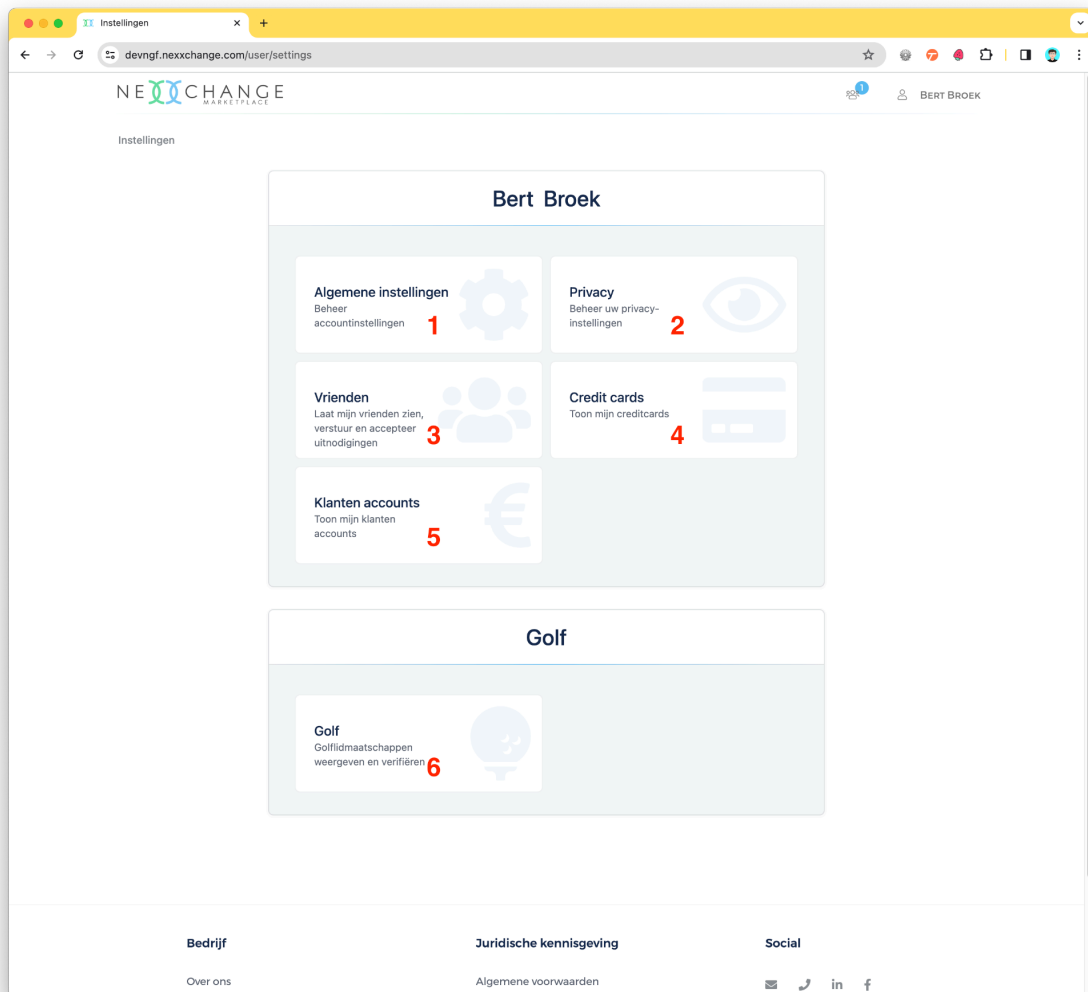 Instellingen
devngf.nexxchange.com/user/settings
NEXXCHANGE
MARKETPLACE
1
BERT BROEK
Instellingen
Bert Broek
Algemene instellingen
Beheer
accountinstellingen
1
Privacy
Beheer uw privacy-
instellingen
2
Vrienden
Laat mijn vrienden zien,
verstuur en accepteer
uitnodigingen
3
Credit cards
Toon mijn creditcards
4
Klanten accounts
Toon mijn klanten
accounts
5
Golf
Golf
Golflidmaatschappen
weergeven en verifiëren
6
Bedrijf
Juridische kennisgeving
Social
Over ons
Algemene voorwaarden